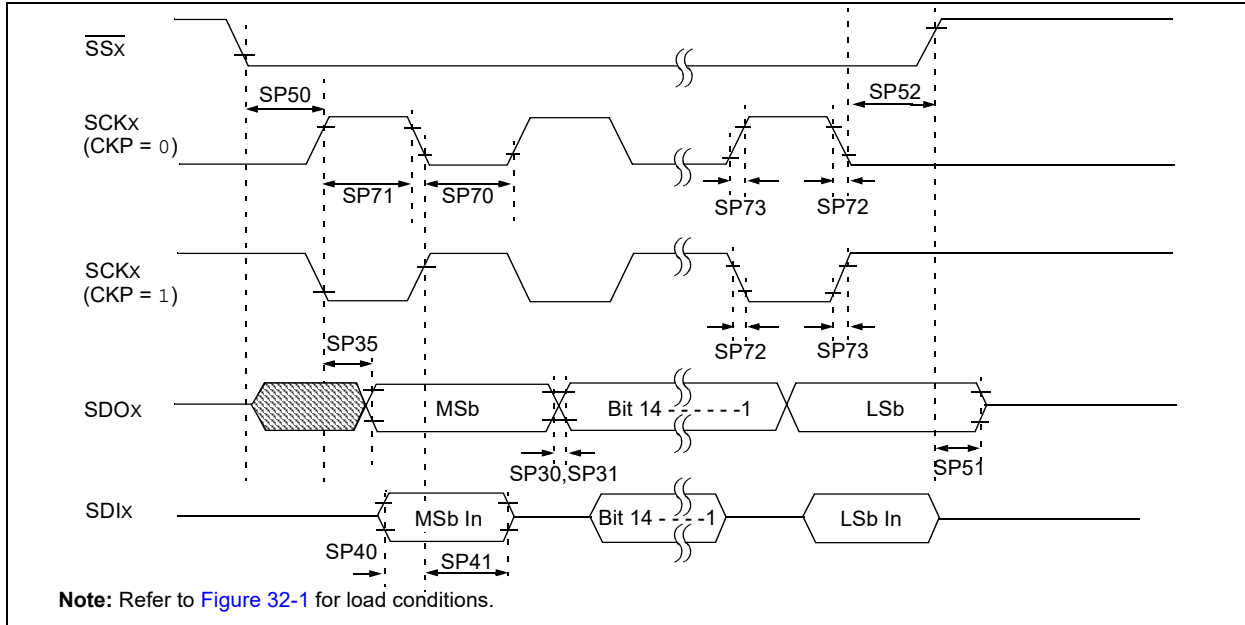 SSx
SP50
SP52
SCKx
(CKP = 0)
SP71
SP70
SP73
SP72
SCKx
(CKP = 1)
SP35
SP72
SP73
SDOx
MSb
Bit 14 - - - - - -1
LSb
SP30,SP31
SP51
SDIx
MSb In
Bit 14 - - - -1
LSb In
SP40
SP41
Note: Refer to Figure 32-1 for load conditions.